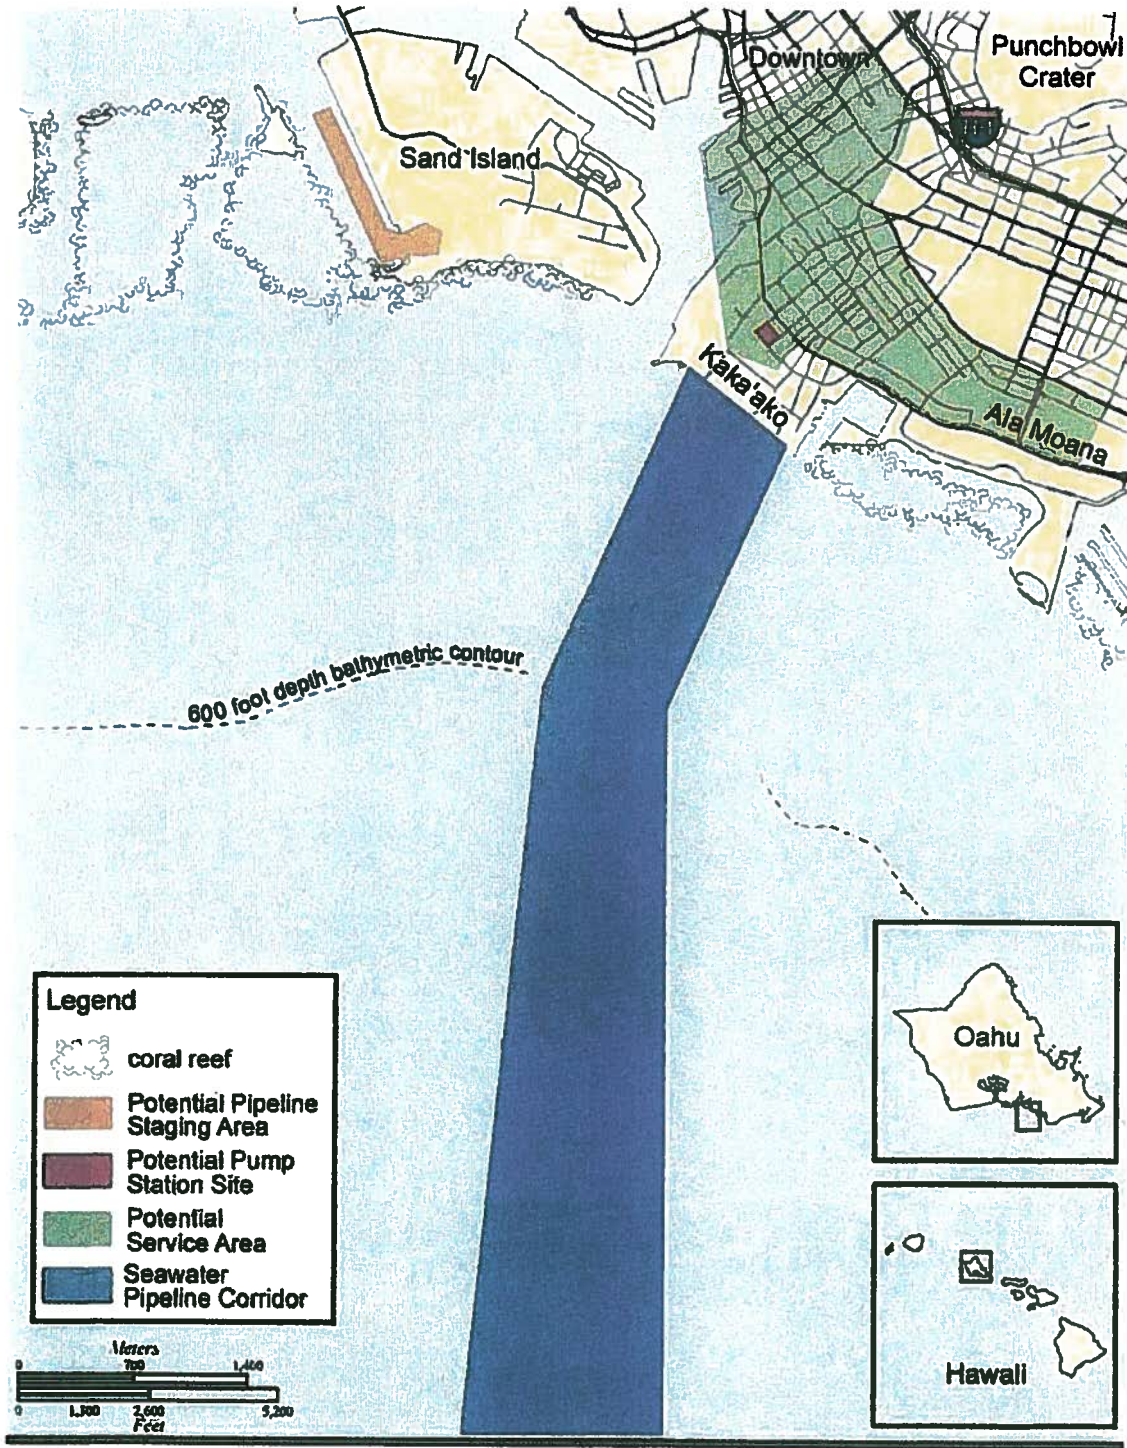 Downtown
Punchbowl
Crater
Sand Island
Kaka'ako
Ala Moana
600 foot depth bathymetric contour
Legend
coral reef
Potential Pipeline
Staging Area
Potential Pump
Station Site
Potential
Service Area
Seawater
Pipeline Corridor
Meters
0 700 1,400
0 1,300 2,600 5,200
Feet
Oahu
Hawaii